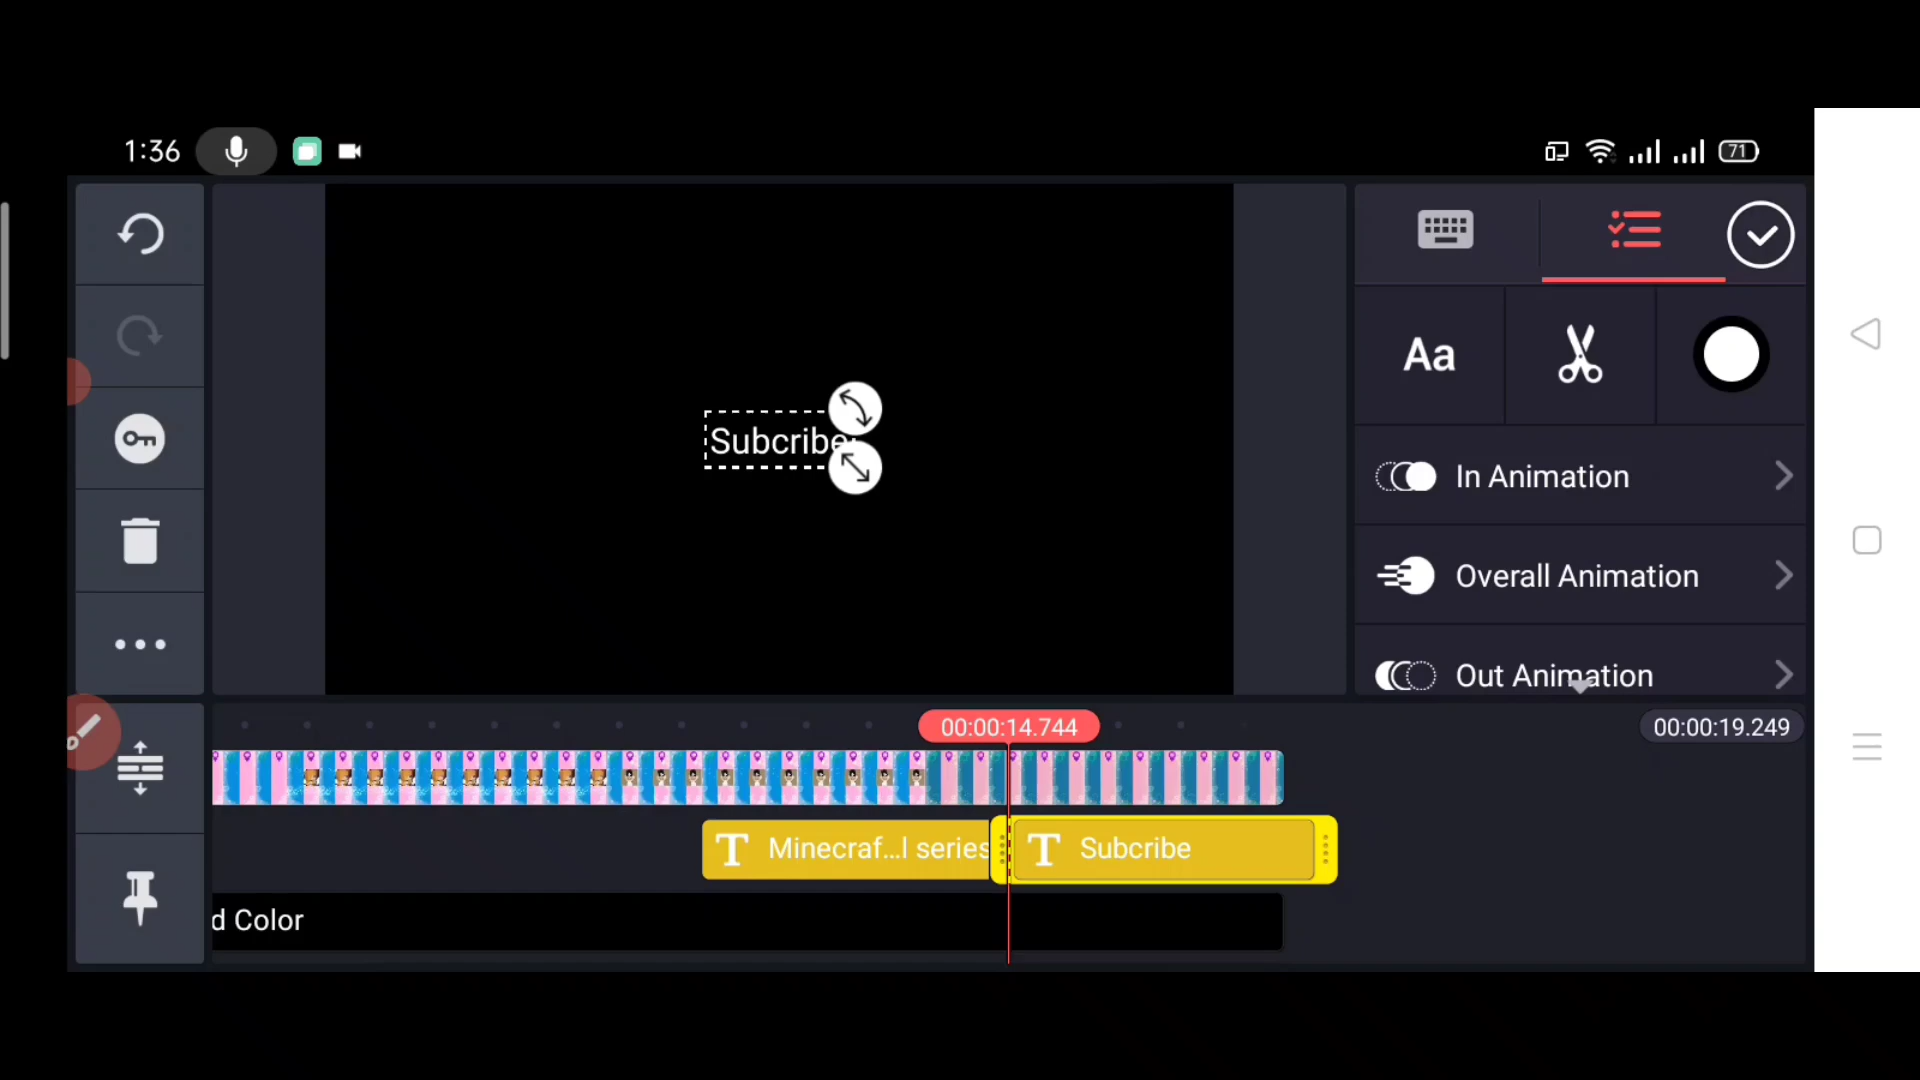 1:36
71
Subcribe
Aa
In Animation
Overall Animation
Out Animation
00:00:14.744
00:00:19.249
T Minecraf...l series
T Subcribe
d Color